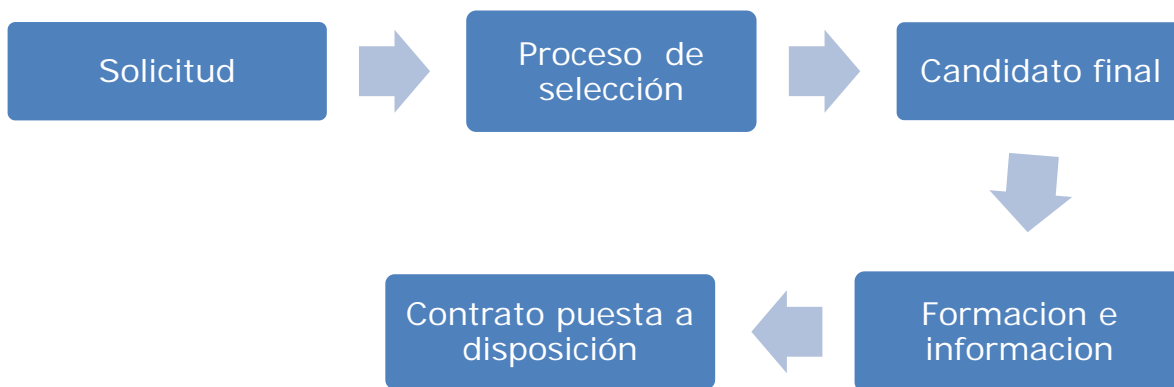 Solicitud
Proceso de
selección
Candidato final
Formacion e
informacion
Contrato puesta a
disposición